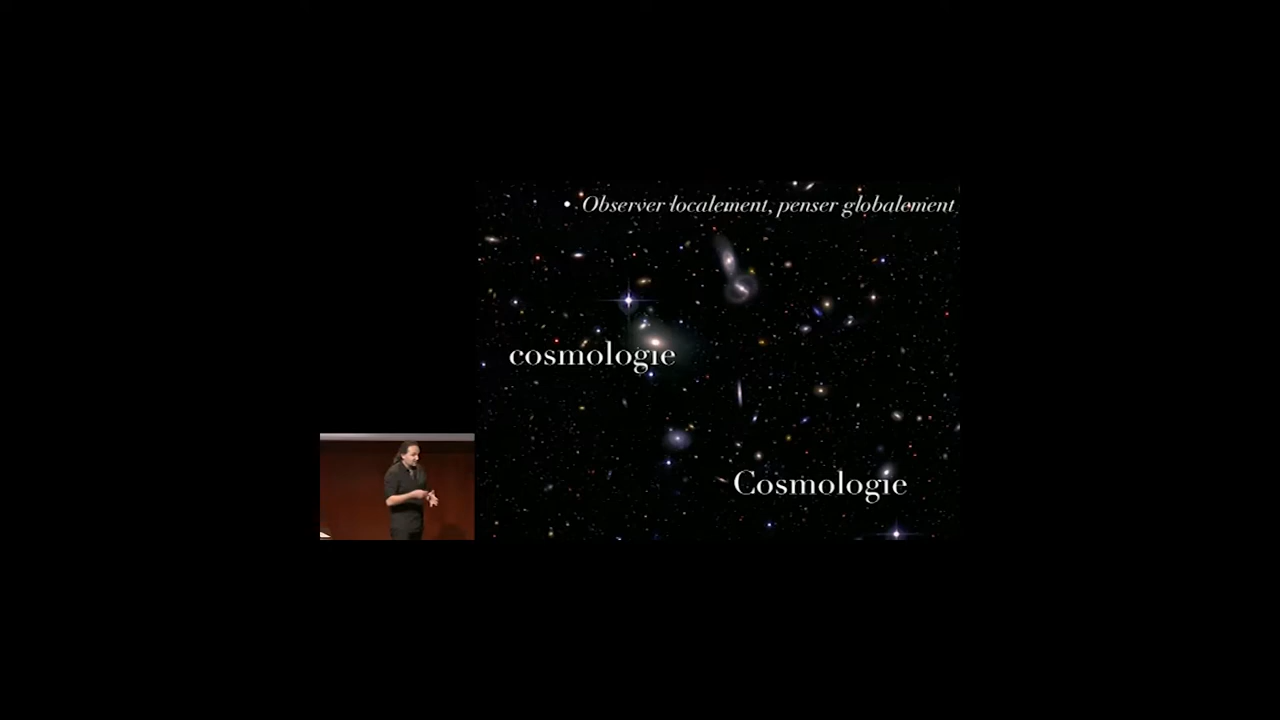 • Observer localement, penser globalement
cosmologie
Cosmologie